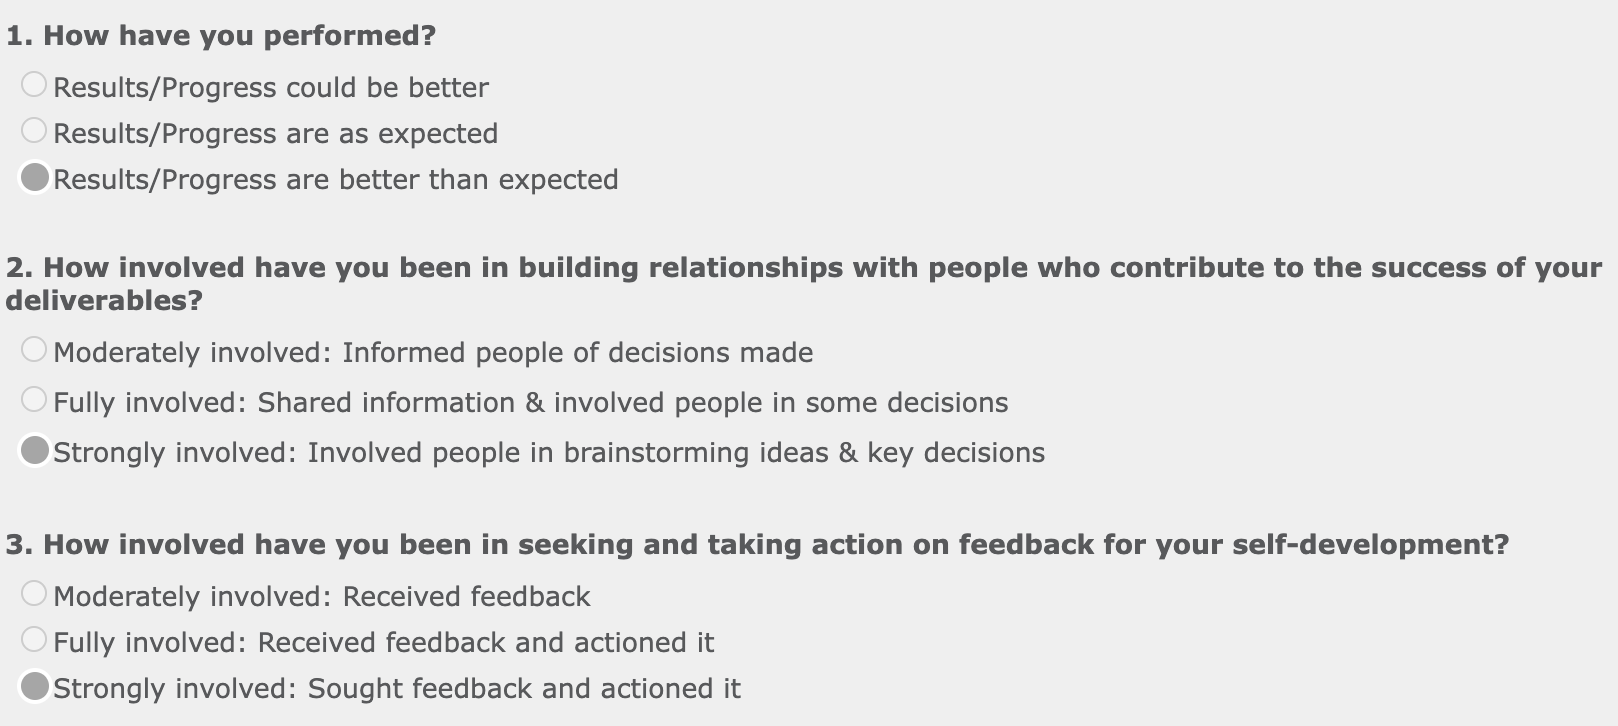 1. How have you performed?
Results/Progress could be better
Results/Progress are as expected
Results/Progress are better than expected
2. How involved have you been in building relationships with people who contribute to the success of your
deliverables?
Moderately involved: Informed people of decisions made
Fully involved: Shared information & involved people in some decisions
Strongly involved: Involved people in brainstorming ideas & key decisions
3. How involved have you been in seeking and taking action on feedback for your self-development?
Moderately involved: Received feedback
Fully involved: Received feedback and actioned it
Strongly involved: Sought feedback and actioned it